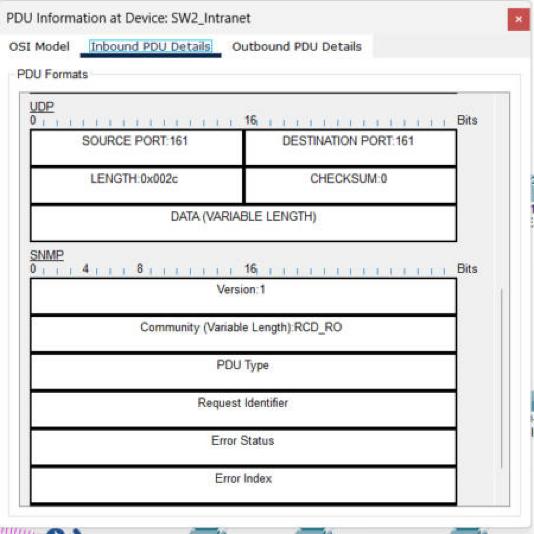 PDU Information at Device: SW2_Intranet
OSI Model Inbound PDU Details Outbound PDU Details
PDU Formats
UDP
0 16 Bits
SOURCE PORT:161 DESTINATION PORT:161
LENGTH:0x002c CHECKSUM:0
DATA (VARIABLE LENGTH)
SNMP
0 4 8 16 Bits
Version:1
Community (Variable Length):RCD_RO
PDU Type
Request Identifier
Error Status
Error Index